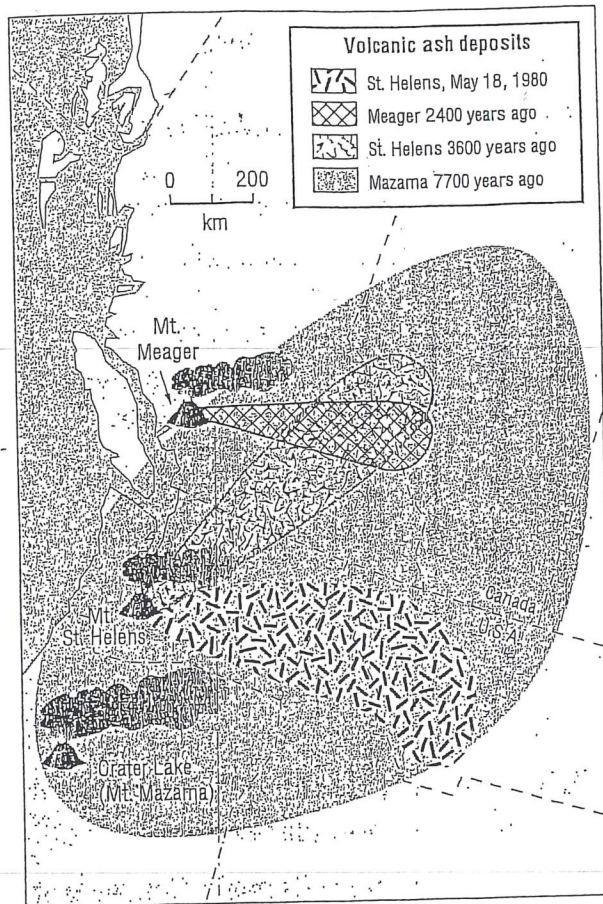 Volcanic ash deposits
St. Helens, May 18, 1980
Meager 2400 years ago
St. Helens 3600 years ago
Mazama 7700 years ago
0 200
km
Mt.
Meager
Canada
U.S.A.
Mt.
St. Helens
Crater Lake
(Mt. Mazama)